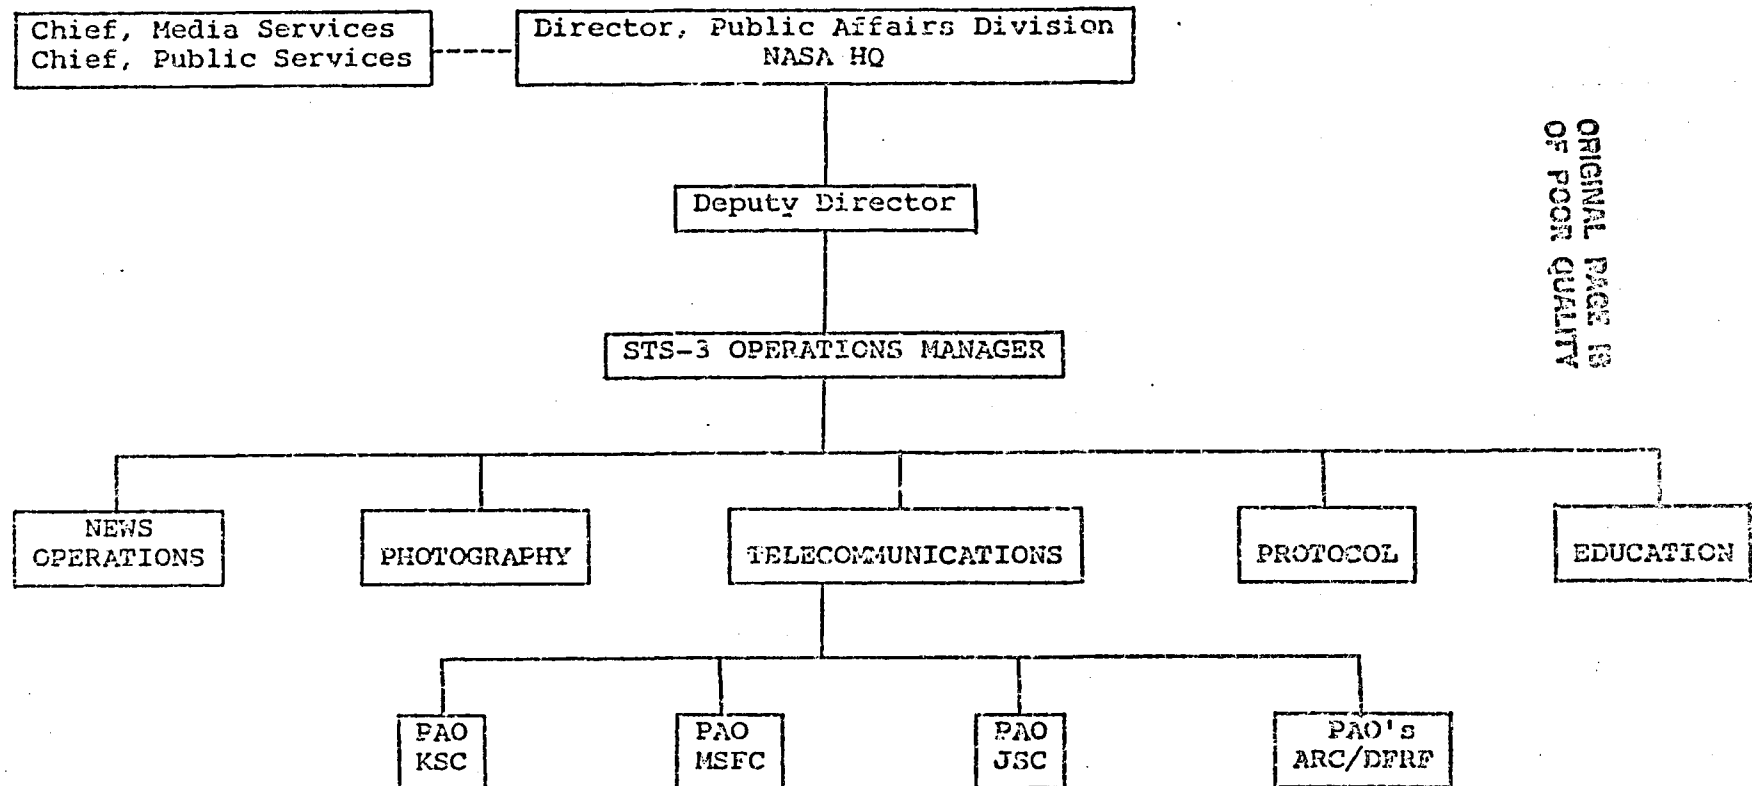 Chief, Media Services
Chief, Public Services
Director, Public Affairs Division
NASA HQ
ORIGINAL PAGE IS
OF POOR QUALITY
Deputy Director
STS-3 OPERATIONS MANAGER
NEWS
OPERATIONS
PHOTOGRAPHY
TELECOMMUNICATIONS
PROTOCOL
EDUCATION
PAO
KSC
PAO
MSFC
PAO
JSC
PAO's
ARC/DFRF